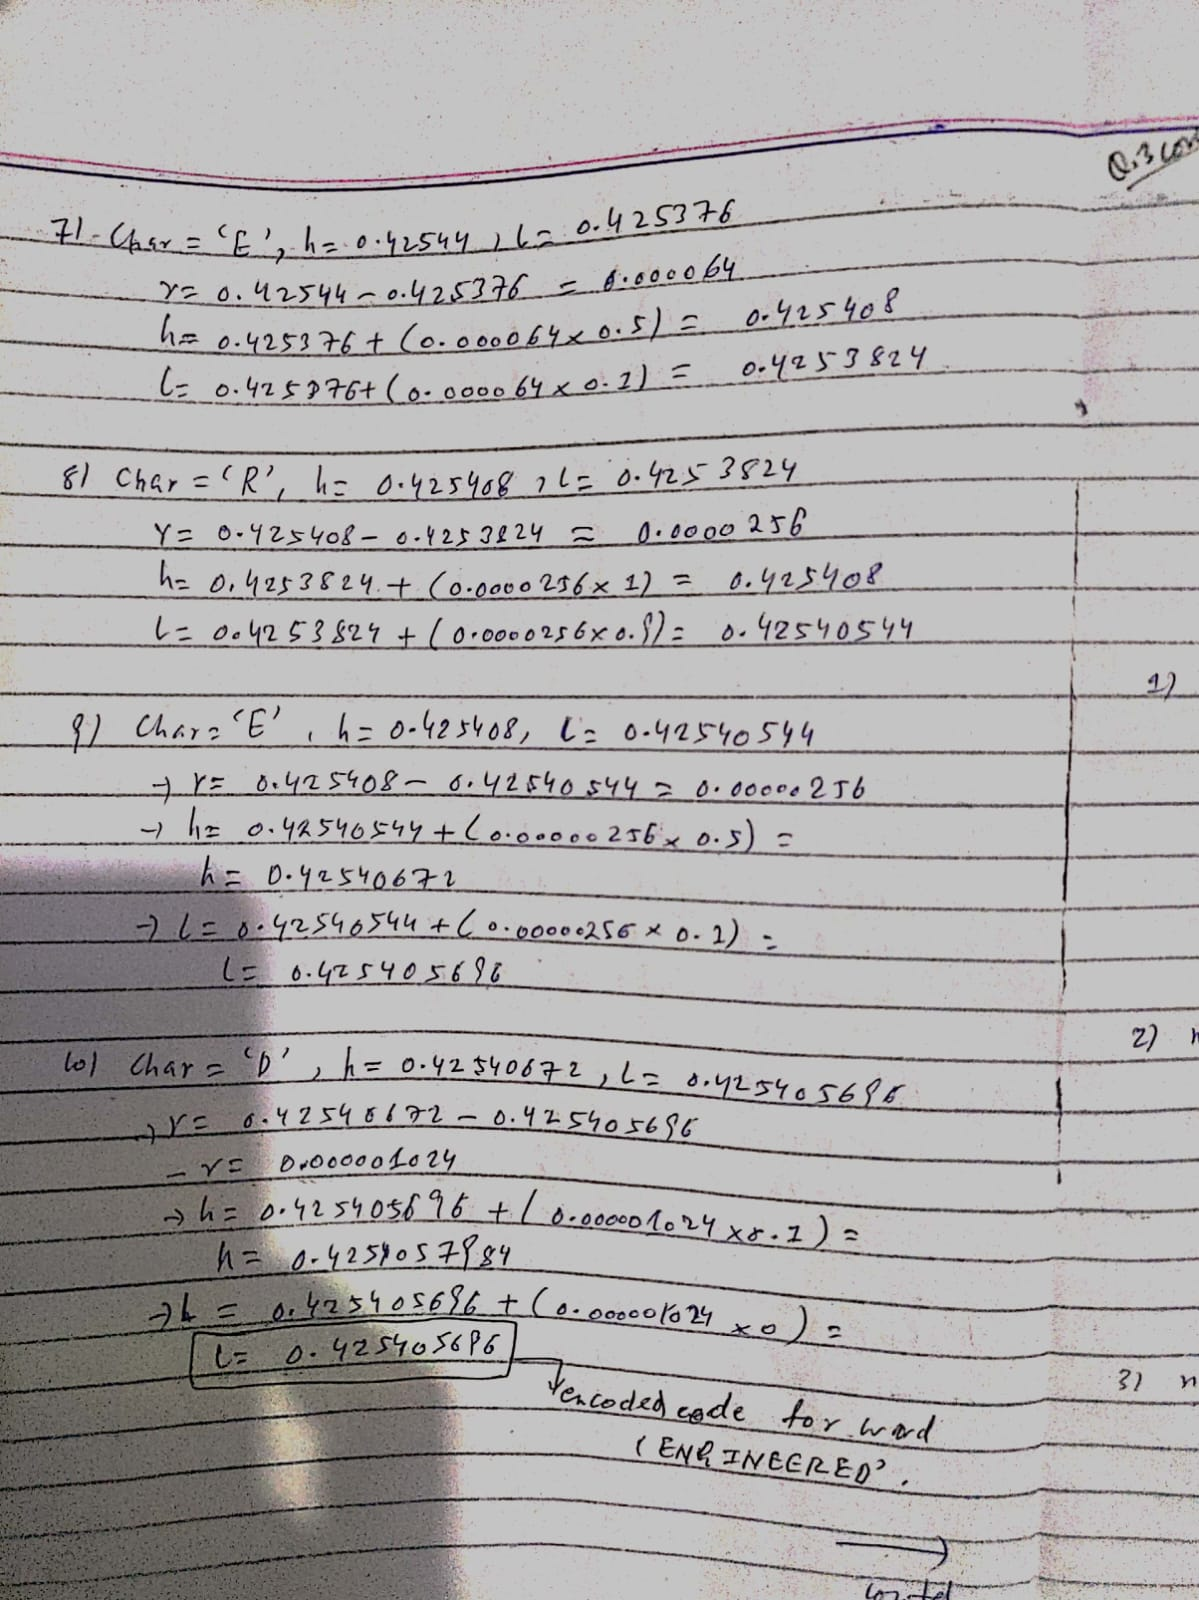 Q.3 con
7) Char = 'E', h = 0.42544, l = 0.425376
r = 0.42544 - 0.425376 = 0.000064
h = 0.425376 + (0.000064 x 0.5) = 0.425408
l = 0.425376 + (0.000064 x 0.1) = 0.4253824
8) Char = 'R', h = 0.425408, l = 0.4253824
r = 0.425408 - 0.4253824 = 0.0000256
h = 0.4253824 + (0.0000256 x 1) = 0.425408
l = 0.4253824 + (0.0000256 x 0.9) = 0.42540544
9) Char = 'E', h = 0.425408, l = 0.42540544
→ r = 0.425408 - 0.42540544 = 0.00000256
→ h = 0.42540544 + (0.00000256 x 0.5) =
h = 0.42540672
→ l = 0.42540544 + (0.00000256 x 0.1) =
l = 0.425405696
10) Char = 'D', h = 0.42540672, l = 0.425405696
→ r = 0.42540672 - 0.425405696
- r = 0.000001024
→ h = 0.425405696 + (0.000001024 x 0.1) =
h = 0.4254057984
→ l = 0.425405696 + (0.000001024 x 0) =
l = 0.425405696
encoded code for word
'ENGINEERED'.
1)
2) n
3) n